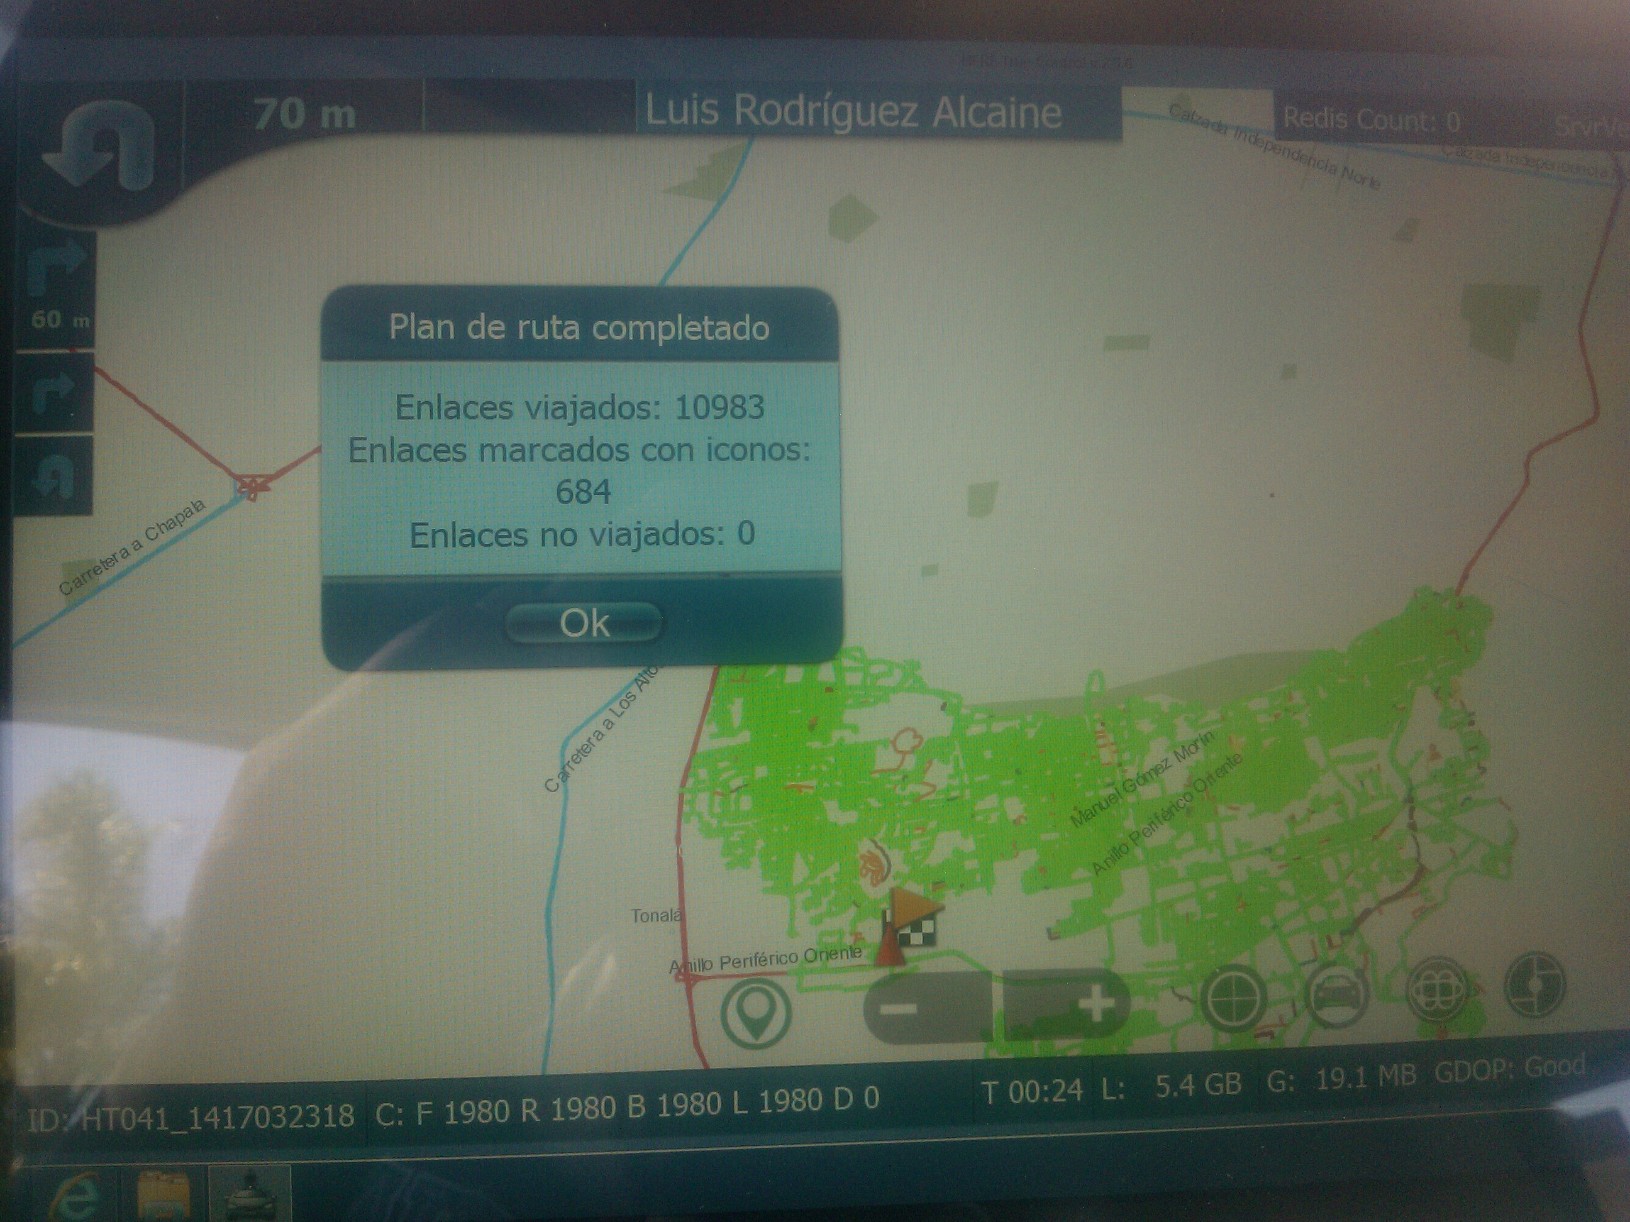 70 m
Luis Rodríguez Alcaine
Redis Count: 0
Calzada Independencia Norte
Calzada Independencia
60 m
Plan de ruta completado
Enlaces viajados: 10983
Enlaces marcados con iconos:
684
Enlaces no viajados: 0
Ok
Carretera a Chapala
Carretera a Los Alto
Manuel Gómez Morín
Anillo Periférico Oriente
Tonalá
Anillo Periférico Oriente
ID: HT041_1417032318 C: F 1980 R 1980 B 1980 L 1980 D 0 T 00:24 L: 5.4 GB G: 19.1 MB GDOP: Good